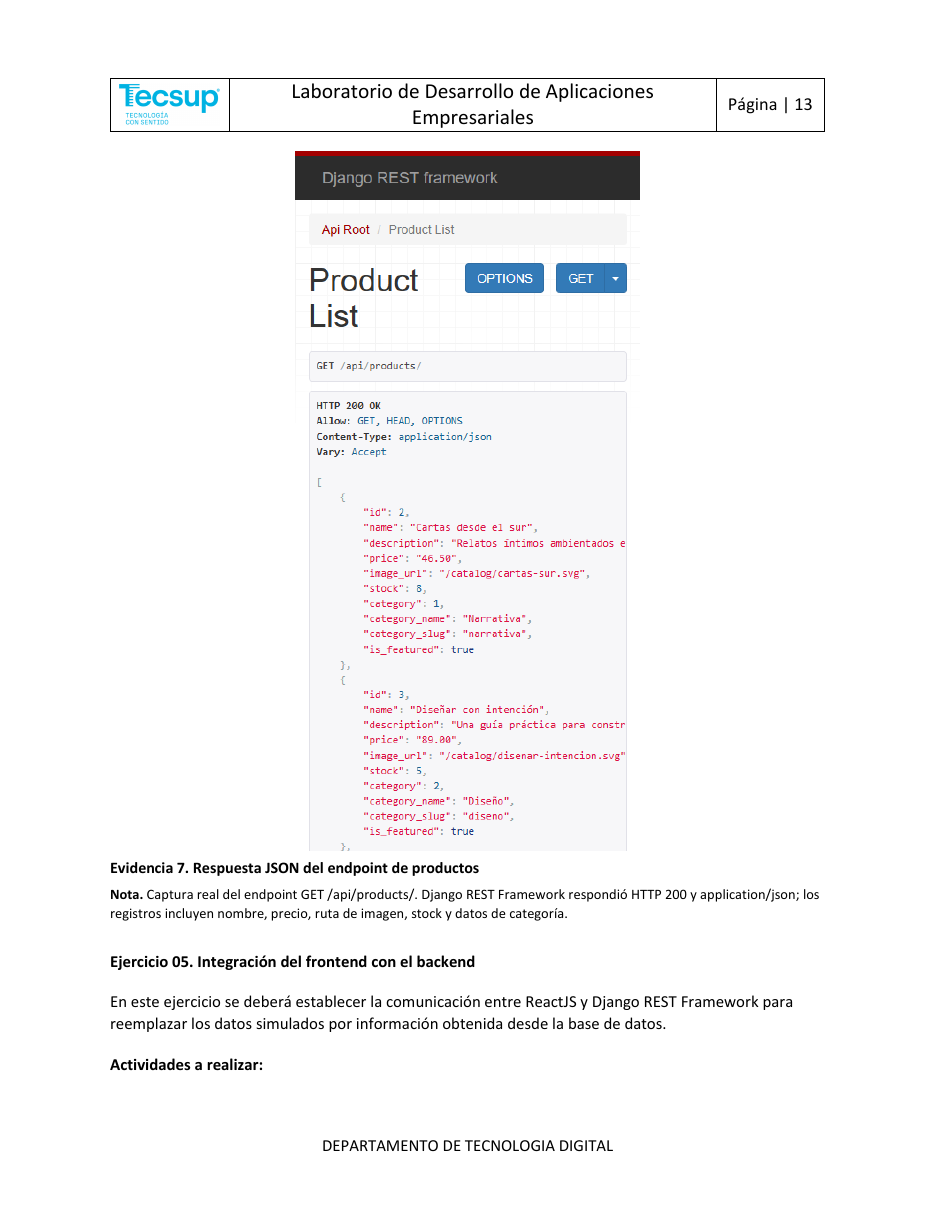 Tecsup
TECNOLOGÍA
CON SENTIDO
Laboratorio de Desarrollo de Aplicaciones
Empresariales
Página | 13
Django REST framework
Api Root / Product List
Product
List
OPTIONS
GET
GET /api/products/
HTTP 200 OK
Allow: GET, HEAD, OPTIONS
Content-Type: application/json
Vary: Accept
[
{
"id": 2,
"name": "Cartas desde el sur",
"description": "Relatos íntimos ambientados e
"price": "46.50",
"image_url": "/catalog/cartas-sur.svg",
"stock": 8,
"category": 1,
"category_name": "Narrativa",
"category_slug": "narrativa",
"is_featured": true
},
{
"id": 3,
"name": "Diseñar con intención",
"description": "Una guía práctica para constr
"price": "89.00",
"image_url": "/catalog/disenar-intencion.svg"
"stock": 5,
"category": 2,
"category_name": "Diseño",
"category_slug": "diseno",
"is_featured": true
},
Evidencia 7. Respuesta JSON del endpoint de productos
Nota. Captura real del endpoint GET /api/products/. Django REST Framework respondió HTTP 200 y application/json; los
registros incluyen nombre, precio, ruta de imagen, stock y datos de categoría.
Ejercicio 05. Integración del frontend con el backend
En este ejercicio se deberá establecer la comunicación entre ReactJS y Django REST Framework para
reemplazar los datos simulados por información obtenida desde la base de datos.
Actividades a realizar:
DEPARTAMENTO DE TECNOLOGIA DIGITAL